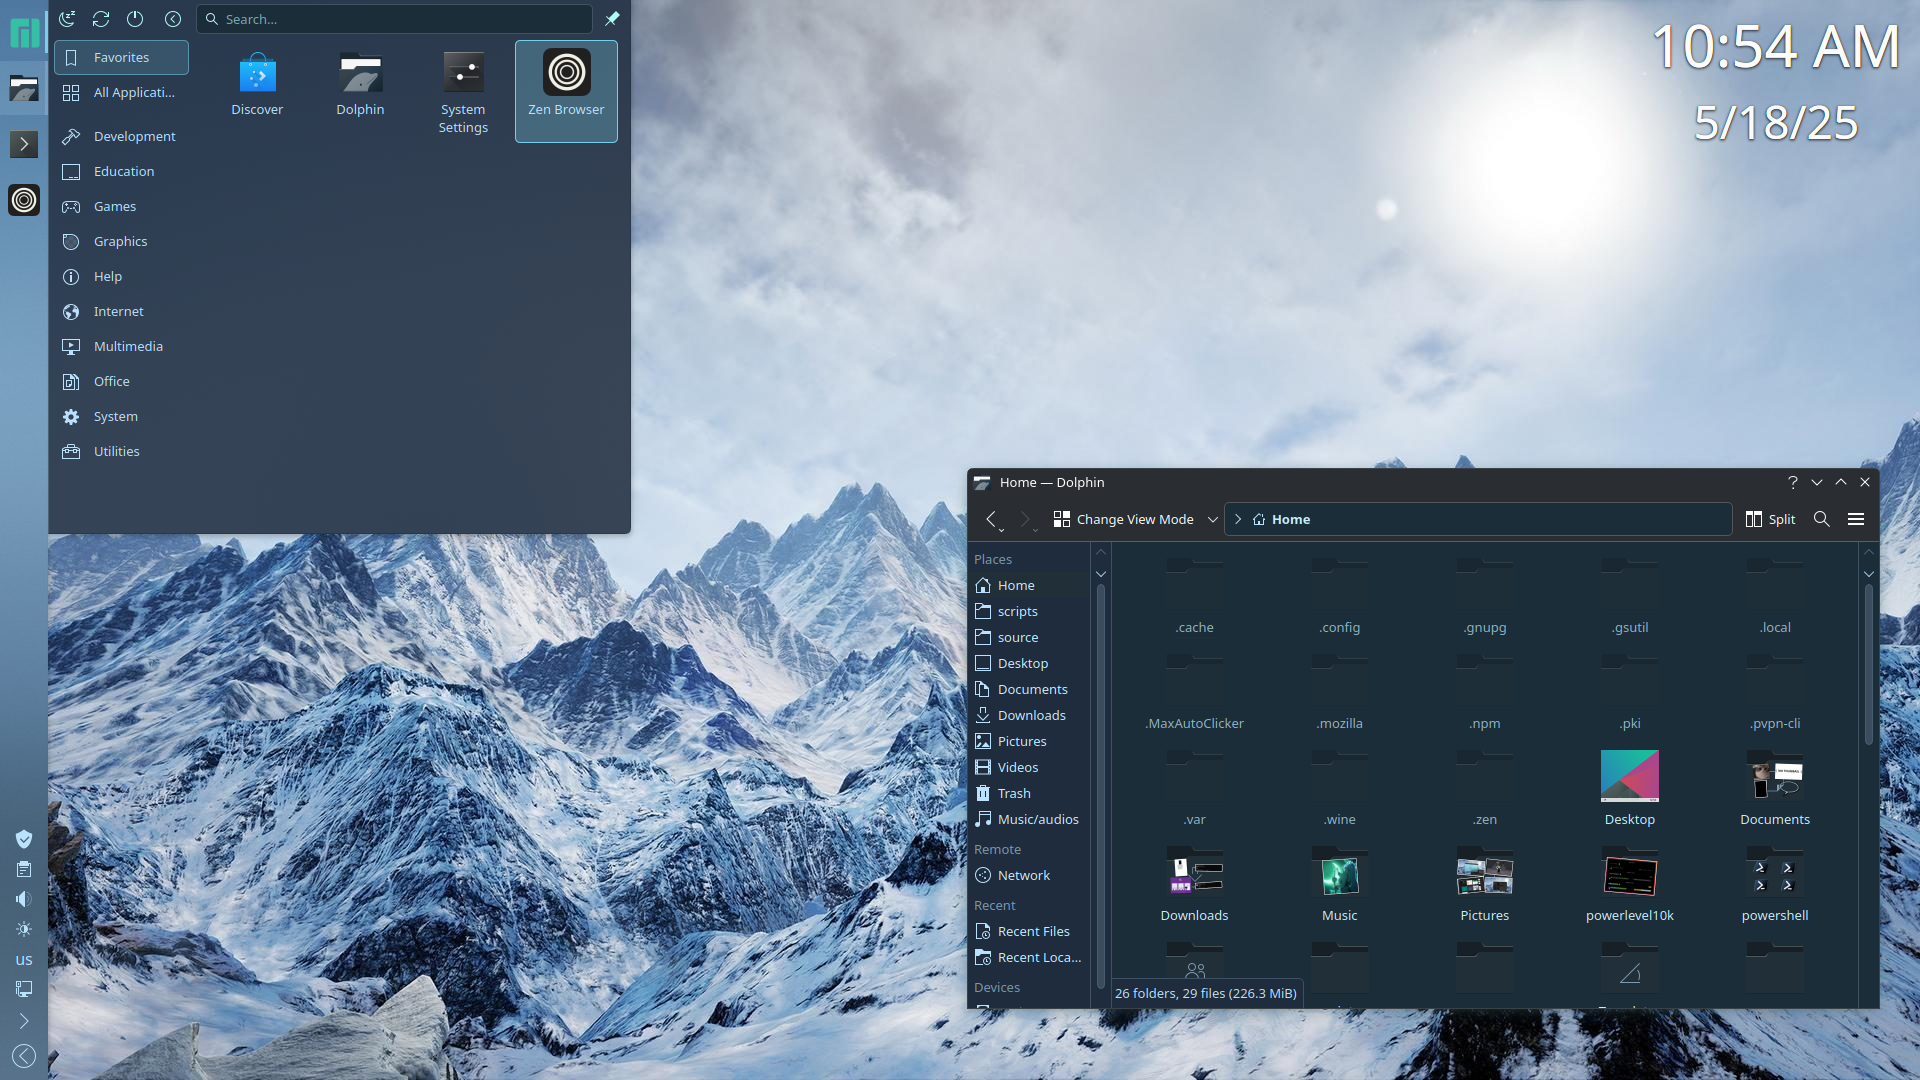 Search...
Favorites
All Applicati...
Development
Education
Games
Graphics
Help
Internet
Multimedia
Office
System
Utilities
Discover
Dolphin
System
Settings
Zen Browser
10:54 AM
5/18/25
us
Home — Dolphin
Change View Mode
Home
Split
Places
Home
scripts
source
Desktop
Documents
Downloads
Pictures
Videos
Trash
Music/audios
Remote
Network
Recent
Recent Files
Recent Loca...
Devices
.cache
.config
.gnupg
.gsutil
.local
.MaxAutoClicker
.mozilla
.npm
.pki
.pvpn-cli
.var
.wine
.zen
Desktop
Documents
Downloads
Music
Pictures
powerlevel10k
powershell
26 folders, 29 files (226.3 MiB)